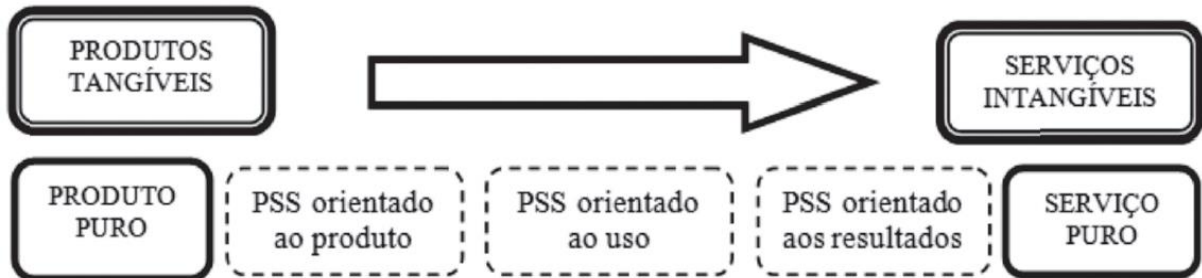 PRODUTOS
TANGÍVEIS
SERVIÇOS
INTANGÍVEIS
PRODUTO
PURO
PSS orientado
ao produto
PSS orientado
ao uso
PSS orientado
aos resultados
SERVIÇO
PURO